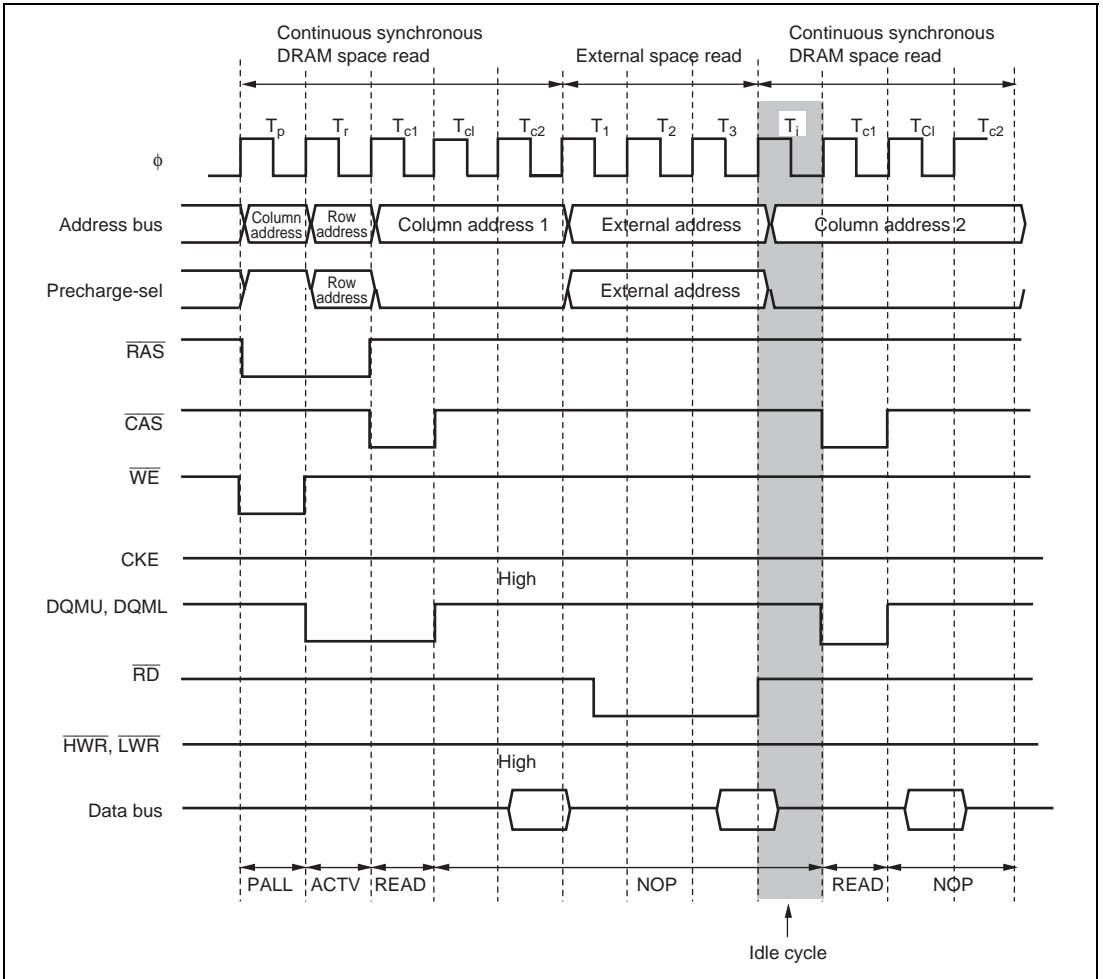 Continuous synchronous
DRAM space read
External space read
Continuous synchronous
DRAM space read
Tp Tr Tc1 Tcl Tc2 T1 T2 T3 Ti Tc1 TCl Tc2
ϕ
Address bus
Column address
Row address
Column address 1
External address
Column address 2
Precharge-sel
Row address
External address
RAS
CAS
WE
CKE
High
DQMU, DQML
RD
HWR, LWR
High
Data bus
PALL ACTV READ NOP READ NOP
Idle cycle